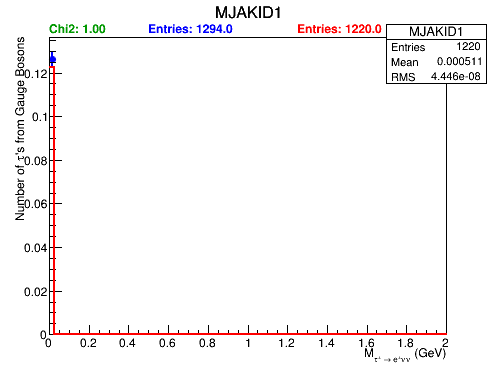 MJAKID1
Chi2: 1.00 Entries: 1294.0 Entries: 1220.0
MJAKID1
Entries 1220
Mean 0.000511
RMS 4.446e-08
Number of τ's from Gauge Bosons
0.12
0.1
0.08
0.06
0.04
0.02
0
0 0.2 0.4 0.6 0.8 1 1.2 1.4 1.6 1.8 2
M τ⁺ → e⁺νν (GeV)